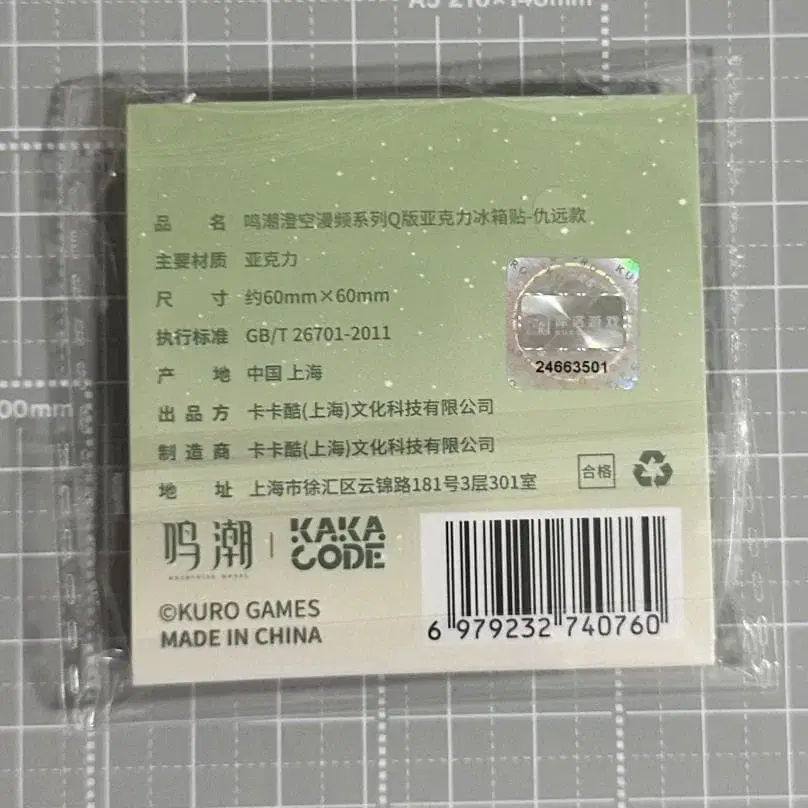 A5 210×148mm
00mm
品 名 鸣潮澄空漫频系列Q版亚克力冰箱贴-仇远款
主要材质 亚克力
尺 寸 约60mm×60mm
执行标准 GB/T 26701-2011
产 地 中国 上海
出品方 卡卡酷(上海)文化科技有限公司
制造商 卡卡酷(上海)文化科技有限公司
地 址 上海市徐汇区云锦路181号3层301室
24663501
合格
鸣潮 | KAKA CODE
©KURO GAMES
MADE IN CHINA
6 979232 740760